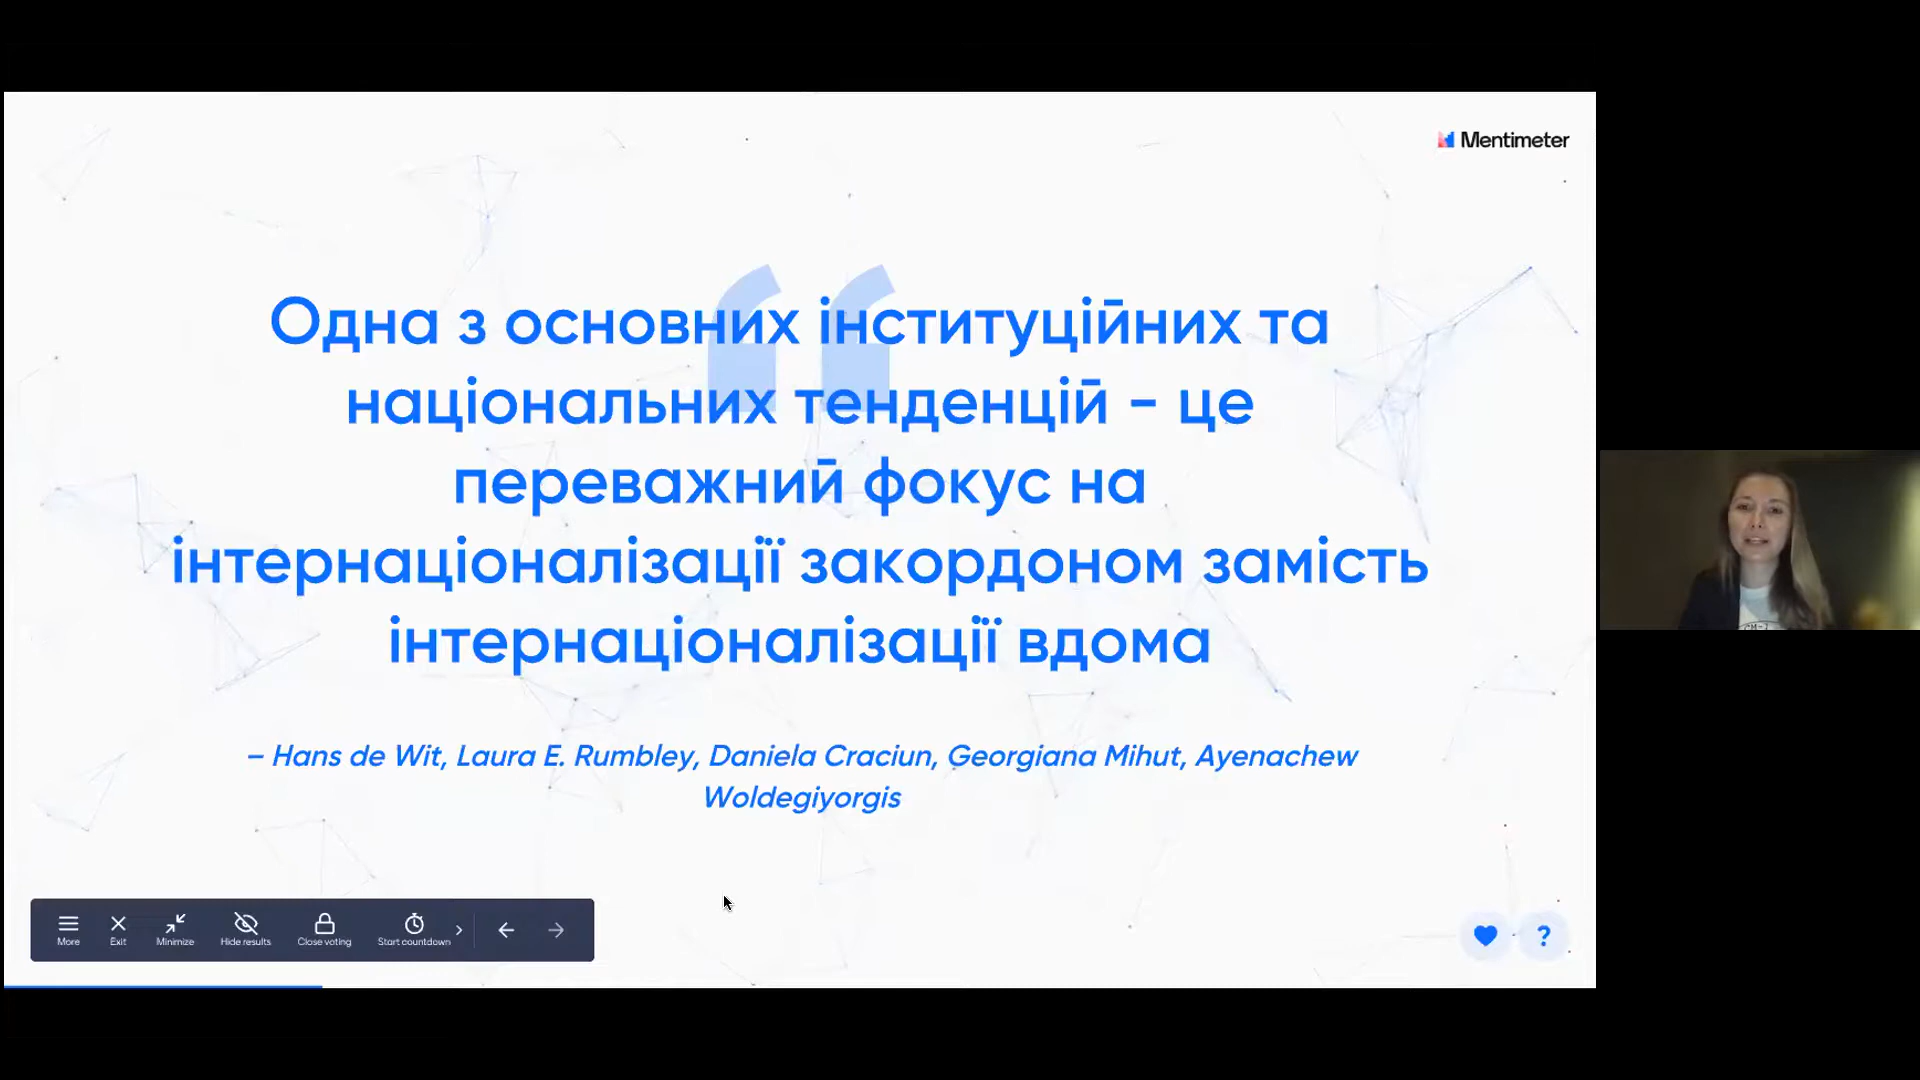 Mentimeter
Одна з основних інституційних та
національних тенденцій - це
переважний фокус на
інтернаціоналізації закордоном замість
інтернаціоналізації вдома
– Hans de Wit, Laura E. Rumbley, Daniela Craciun, Georgiana Mihut, Ayenachew
Woldegiyorgis
More Exit Minimize Hide results Close voting Start countdown
?